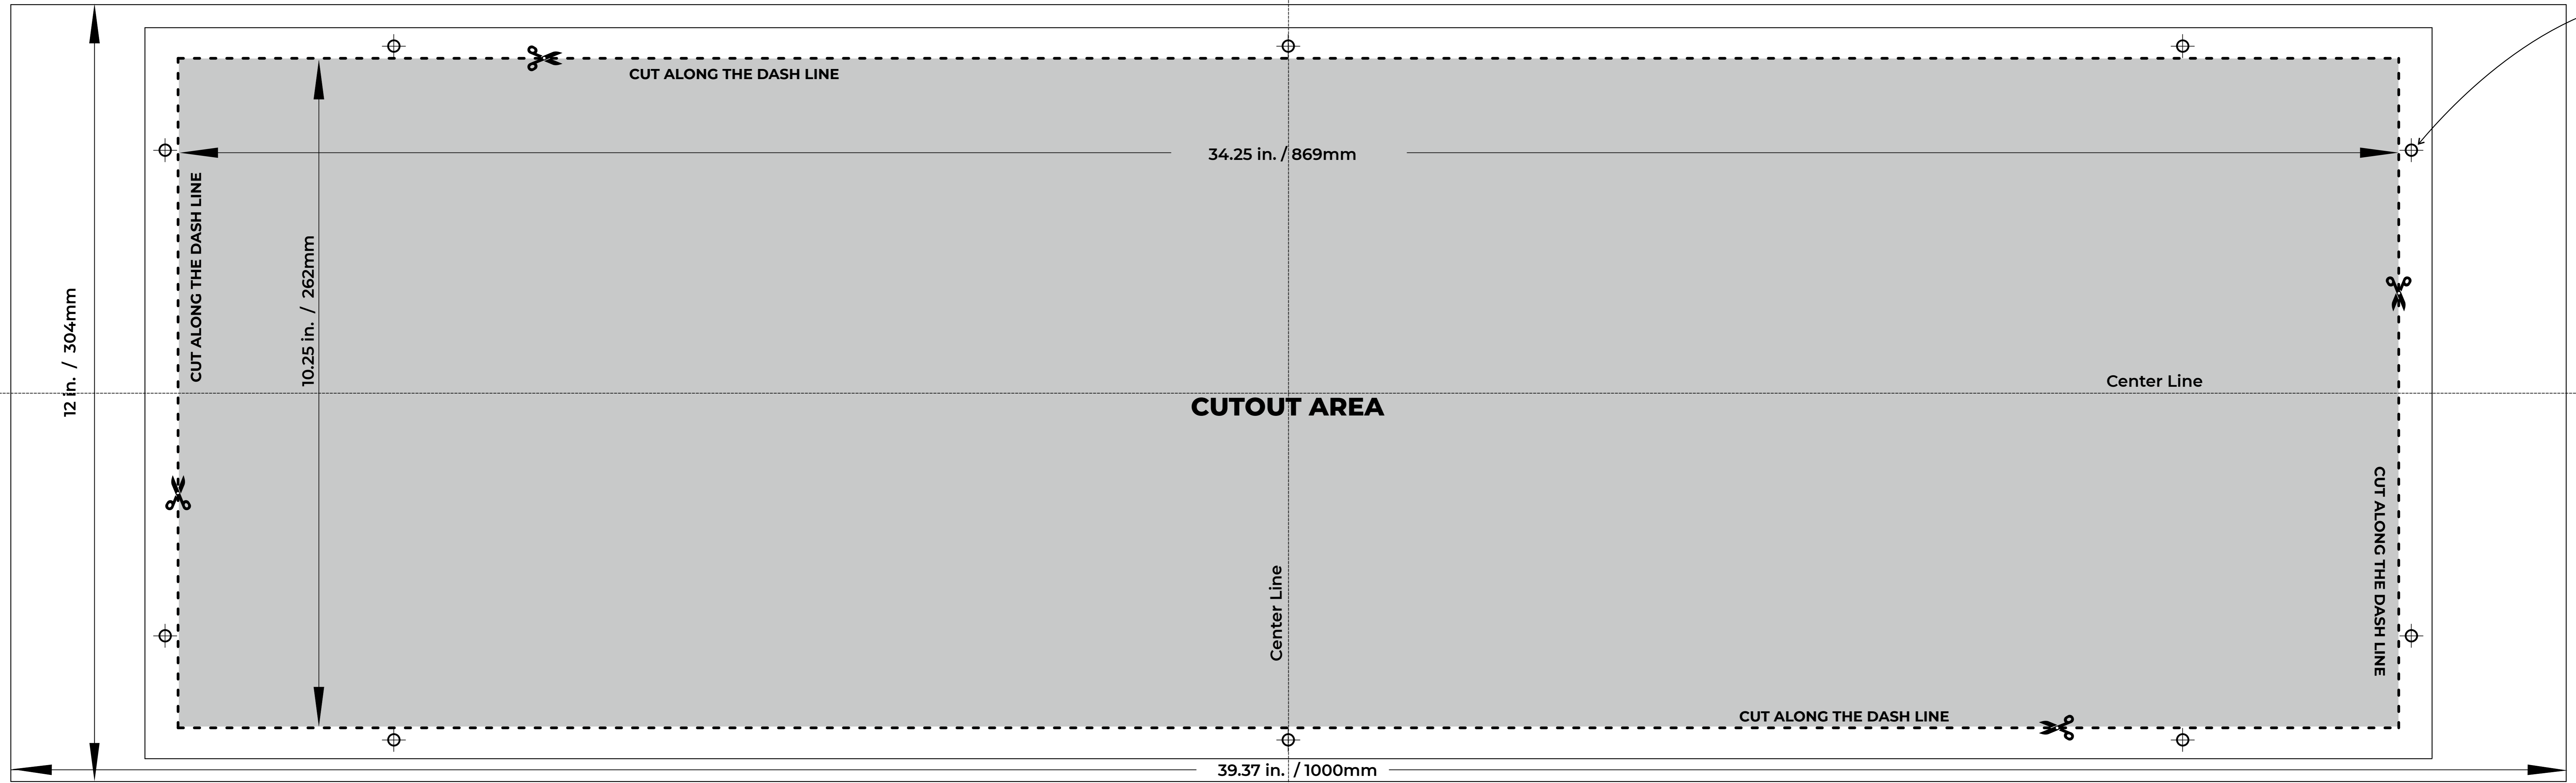 CUT ALONG THE DASH LINE
34.25 in. / 869mm
CUT ALONG THE DASH LINE
10.25 in. / 262mm
12 in. / 304mm
Center Line
CUTOUT AREA
CUT ALONG THE DASH LINE
Center Line
CUT ALONG THE DASH LINE
39.37 in. / 1000mm